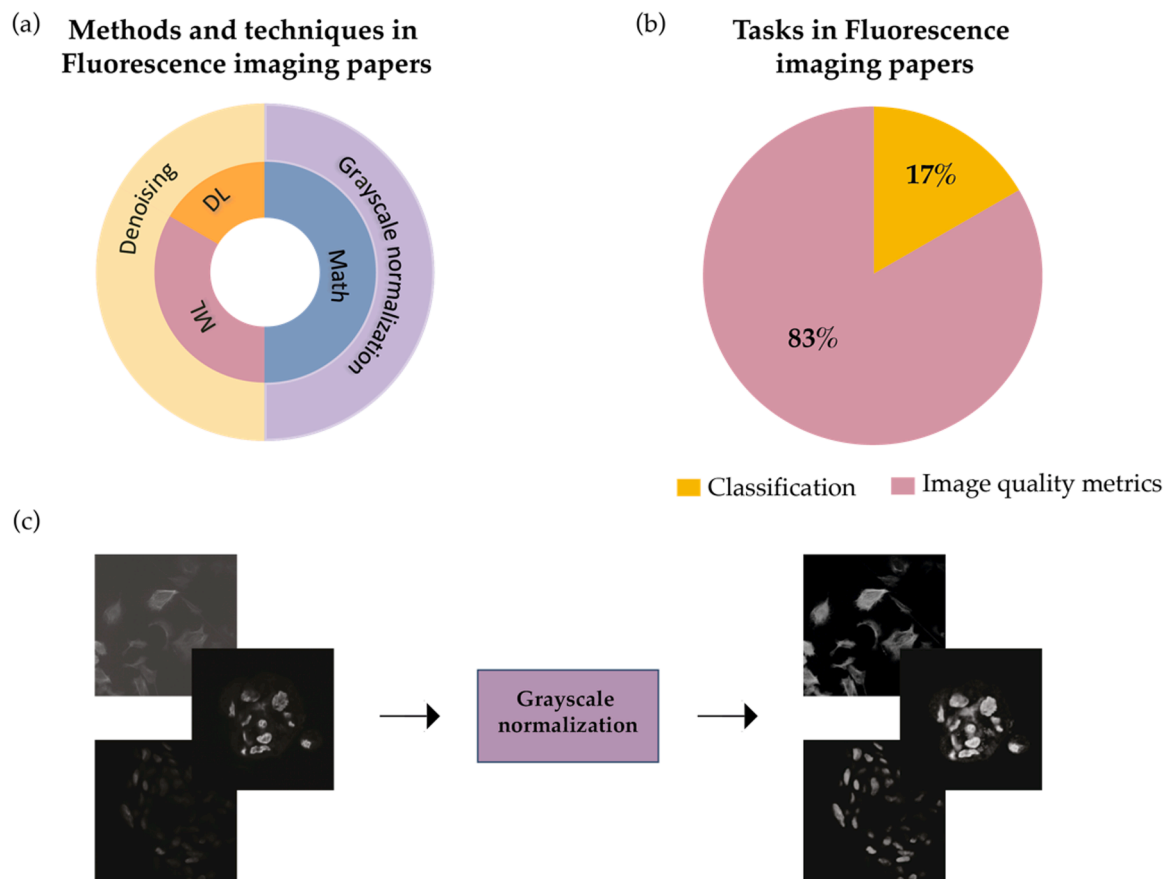 (a)
Methods and techniques in
Fluorescence imaging papers
Denoising
DL
ML
Math
Grayscale normalization
(b)
Tasks in Fluorescence
imaging papers
17%
83%
Classification
Image quality metrics
(c)
Grayscale
normalization